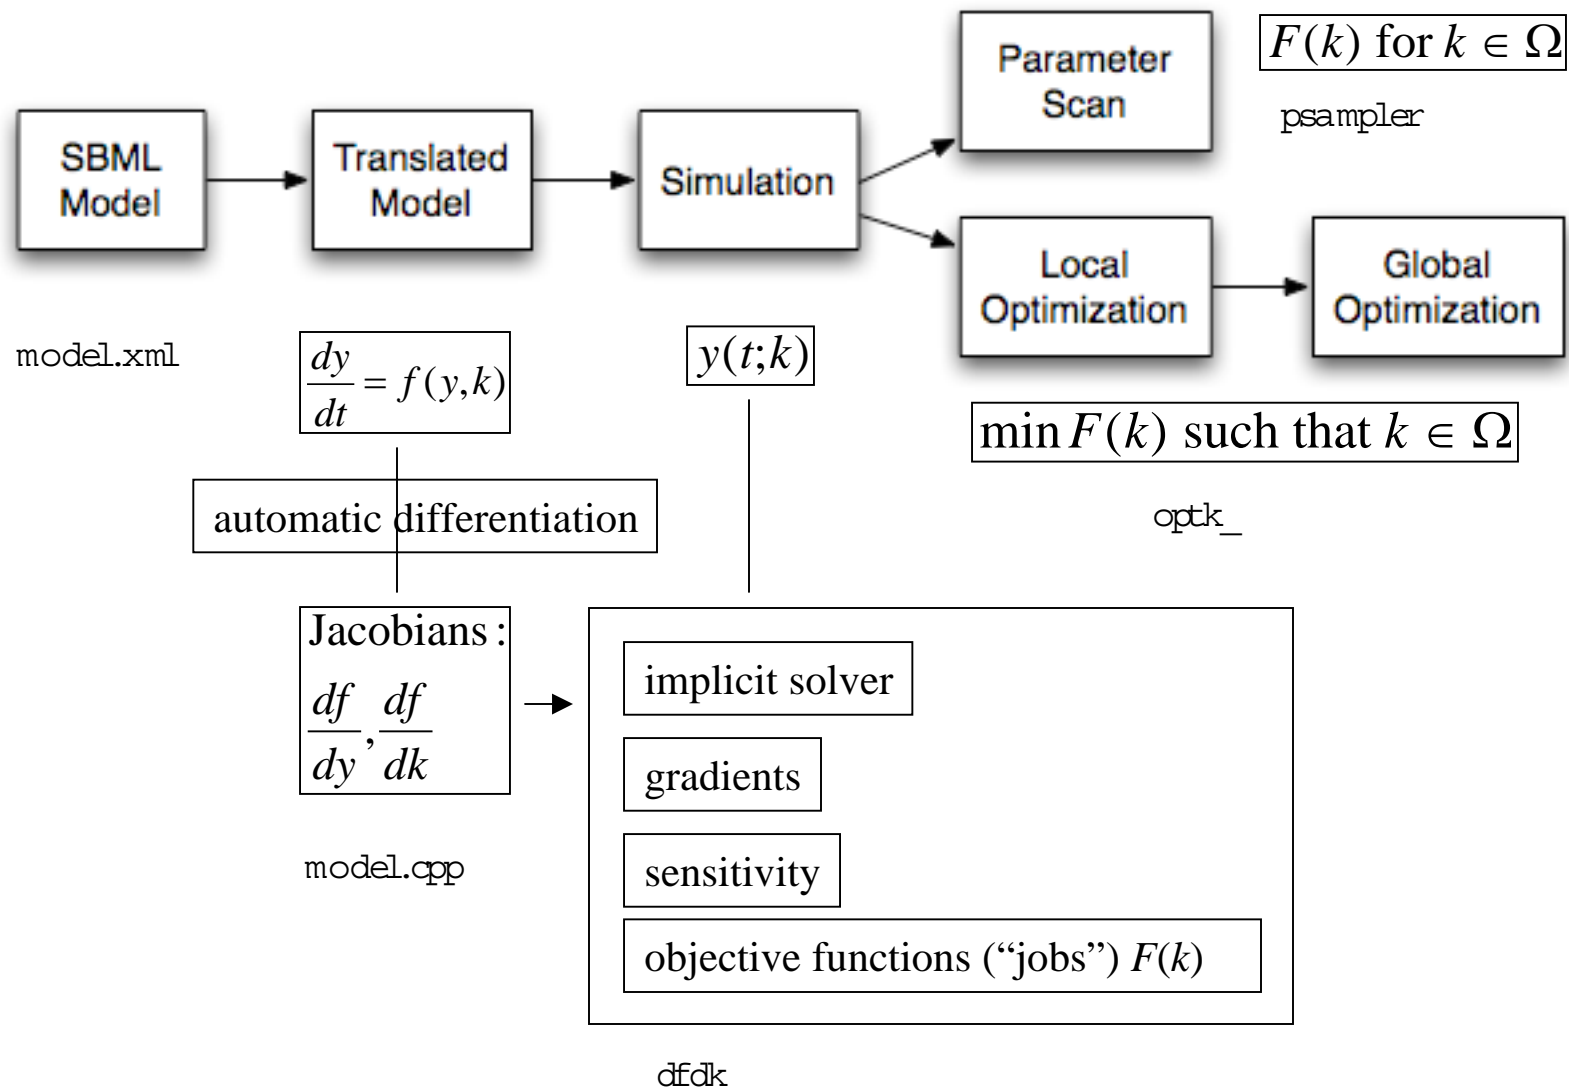 SBML
Model
Translated
Model
Simulation
Parameter
Scan
F(k) for k ∈ Ω
psampler
Local
Optimization
Global
Optimization
model.xml
dy/dt = f(y,k)
y(t;k)
min F(k) such that k ∈ Ω
optk_
automatic differentiation
Jacobians:
df/dy, df/dk
model.cpp
implicit solver
gradients
sensitivity
objective functions (“jobs”) F(k)
dfdk